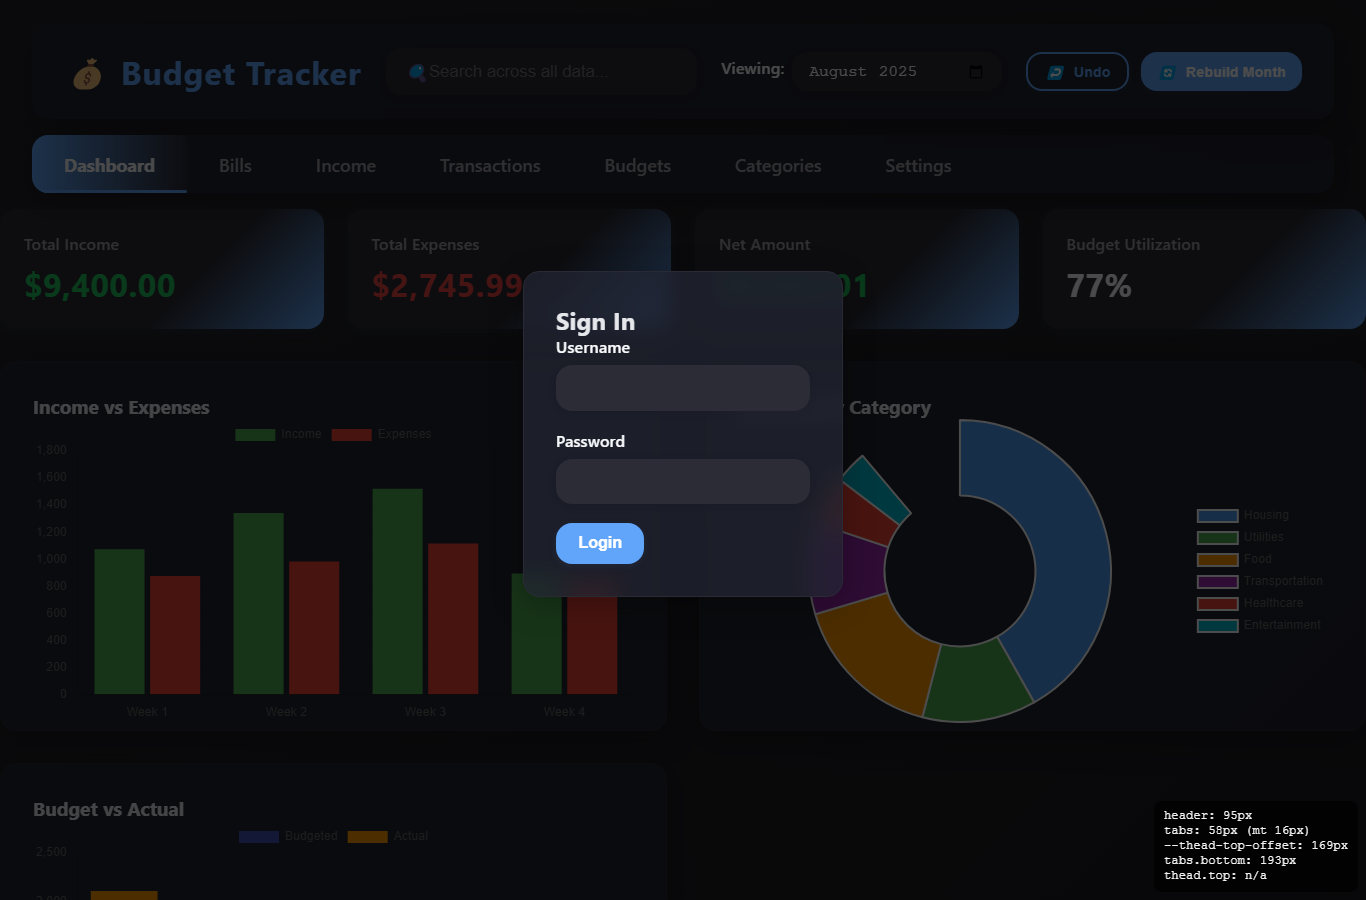 Budget Tracker
Search across all data...
Viewing:
August 2025
Undo
Rebuild Month
Dashboard
Bills
Income
Transactions
Budgets
Categories
Settings
Total Income
$9,400.00
Total Expenses
$2,745.99
Net Amount
01
Budget Utilization
77%
Sign In
Username
Password
Login
Income vs Expenses
Income
Expenses
1,800
1,600
1,400
1,200
1,000
800
600
400
200
0
Week 1
Week 2
Week 3
Week 4
Category
Housing
Utilities
Food
Transportation
Healthcare
Entertainment
Budget vs Actual
Budgeted
Actual
2,500
header: 95px
tabs: 58px (mt 16px)
--thead-top-offset: 169px
tabs.bottom: 193px
thead.top: n/a